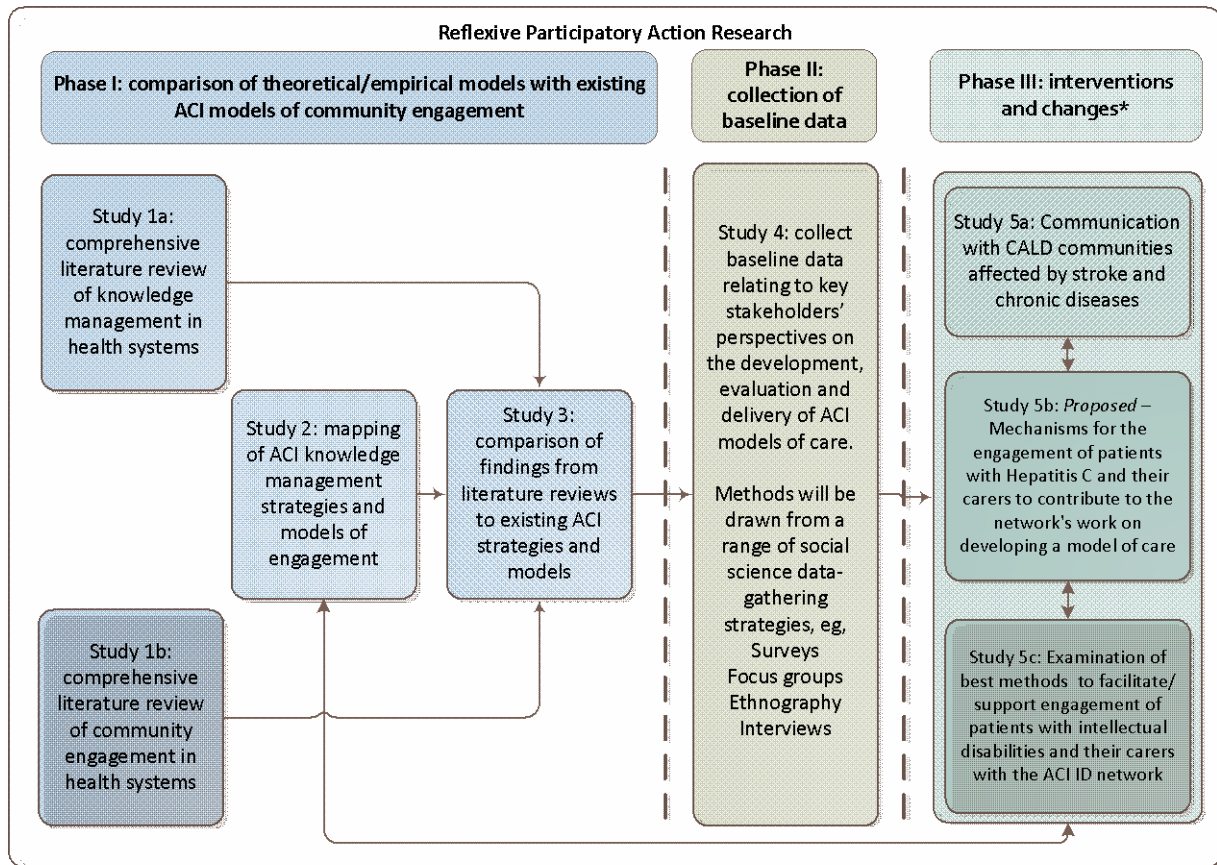 Reflexive Participatory Action Research
Phase I: comparison of theoretical/empirical models with existing
ACI models of community engagement
Phase II:
collection of
baseline data
Phase III: interventions
and changes*
Study 1a:
comprehensive
literature review
of knowledge
management in
health systems
Study 2: mapping
of ACI knowledge
management
strategies and
models of
engagement
Study 3:
comparison of
findings from
literature reviews
to existing ACI
strategies and
models
Study 1b:
comprehensive
literature review
of community
engagement in
health systems
Study 4: collect
baseline data
relating to key
stakeholders’
perspectives on
the development,
evaluation and
delivery of ACI
models of care.
Methods will be
drawn from a
range of social
science data-
gathering
strategies, eg,
Surveys
Focus groups
Ethnography
Interviews
Study 5a: Communication
with CALD communities
affected by stroke and
chronic diseases
Study 5b: Proposed –
Mechanisms for the
engagement of patients
with Hepatitis C and their
carers to contribute to the
network's work on
developing a model of care
Study 5c: Examination of
best methods to facilitate/
support engagement of
patients with intellectual
disabilities and their carers
with the ACI ID network